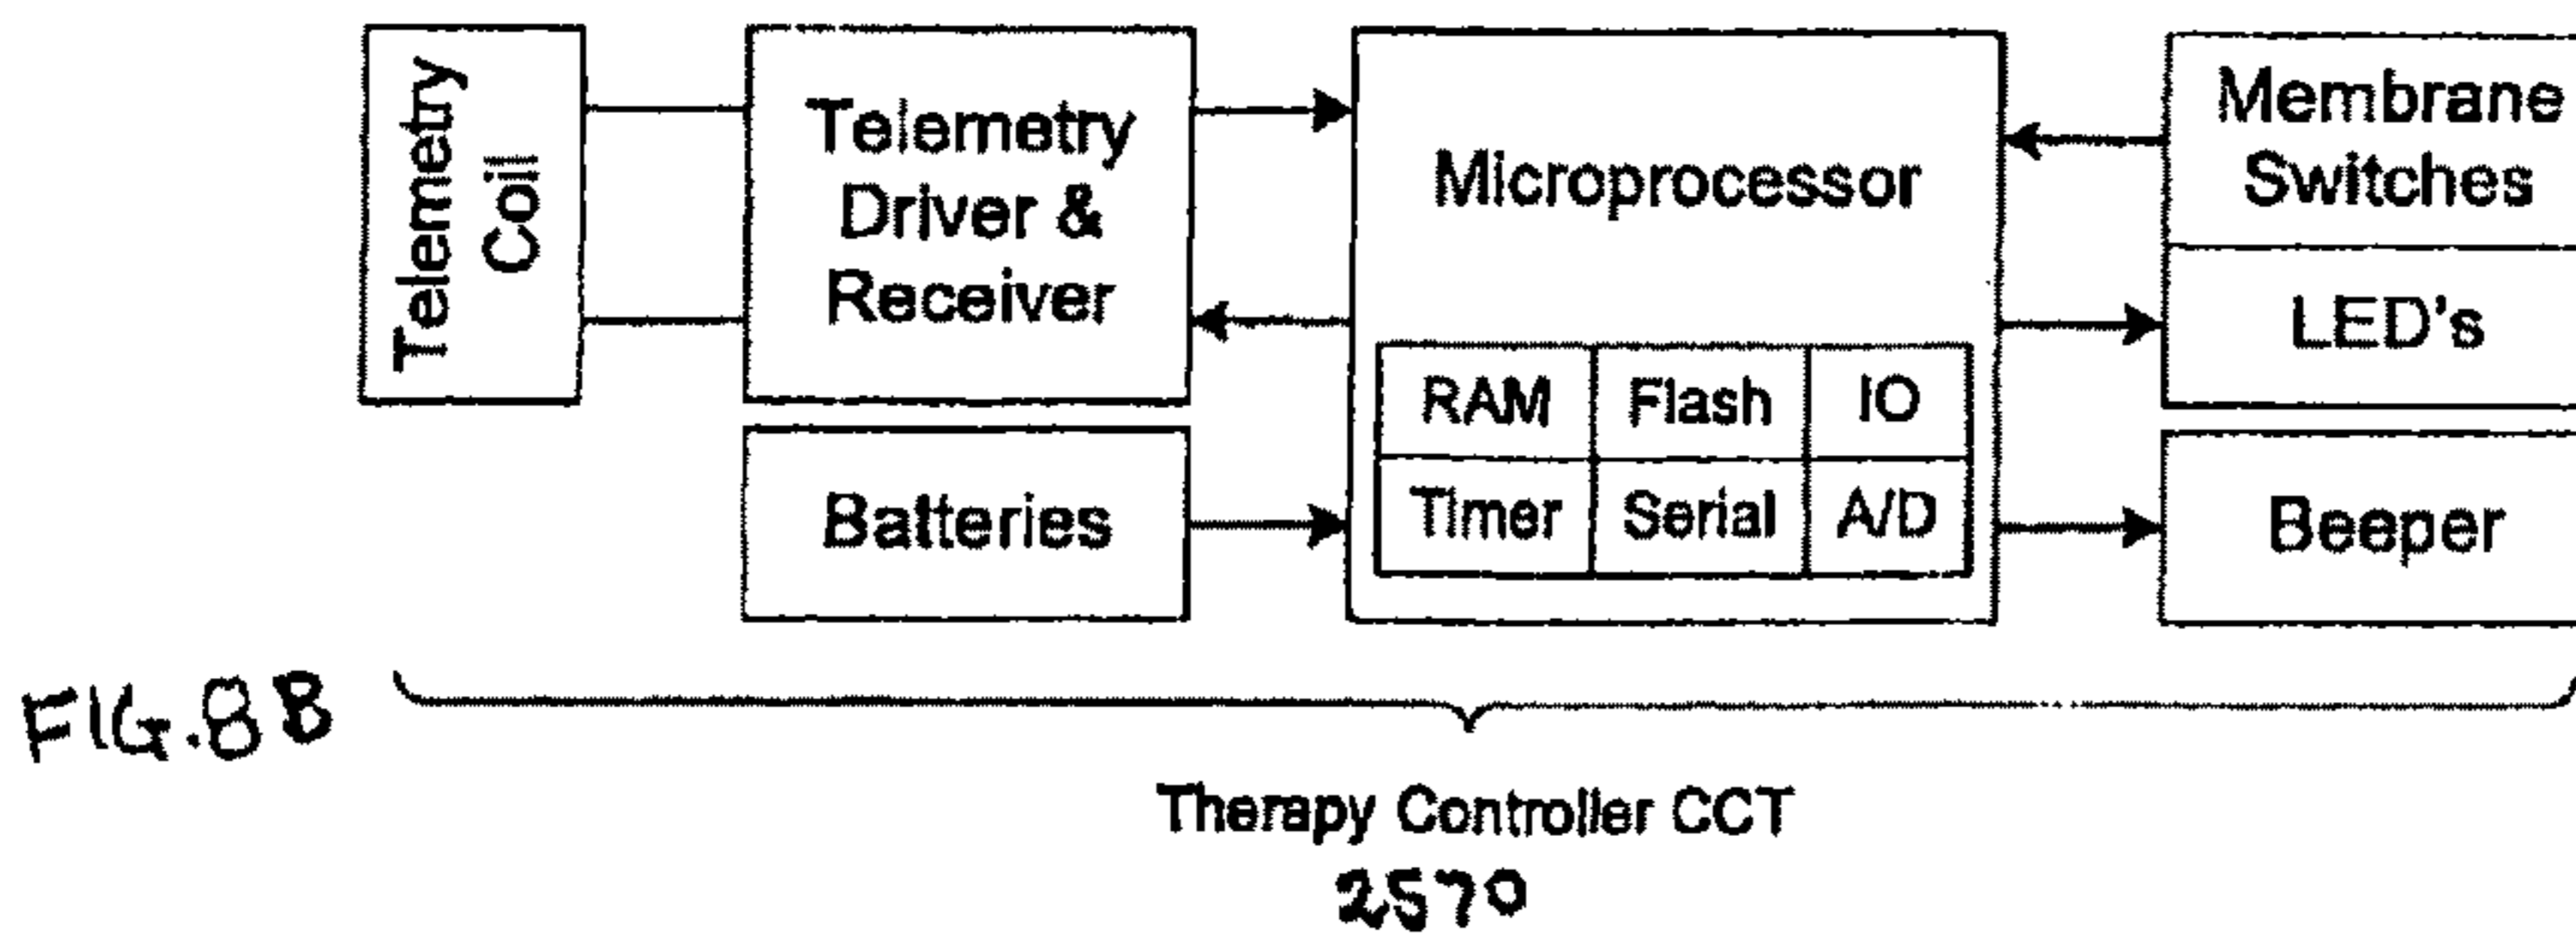 Telemetry
Coil
Telemetry
Driver &
Receiver
Batteries
Microprocessor
RAM Flash IO
Timer Serial A/D
Membrane
Switches
LED's
Beeper
FIG.8B
Therapy Controller CCT
2570